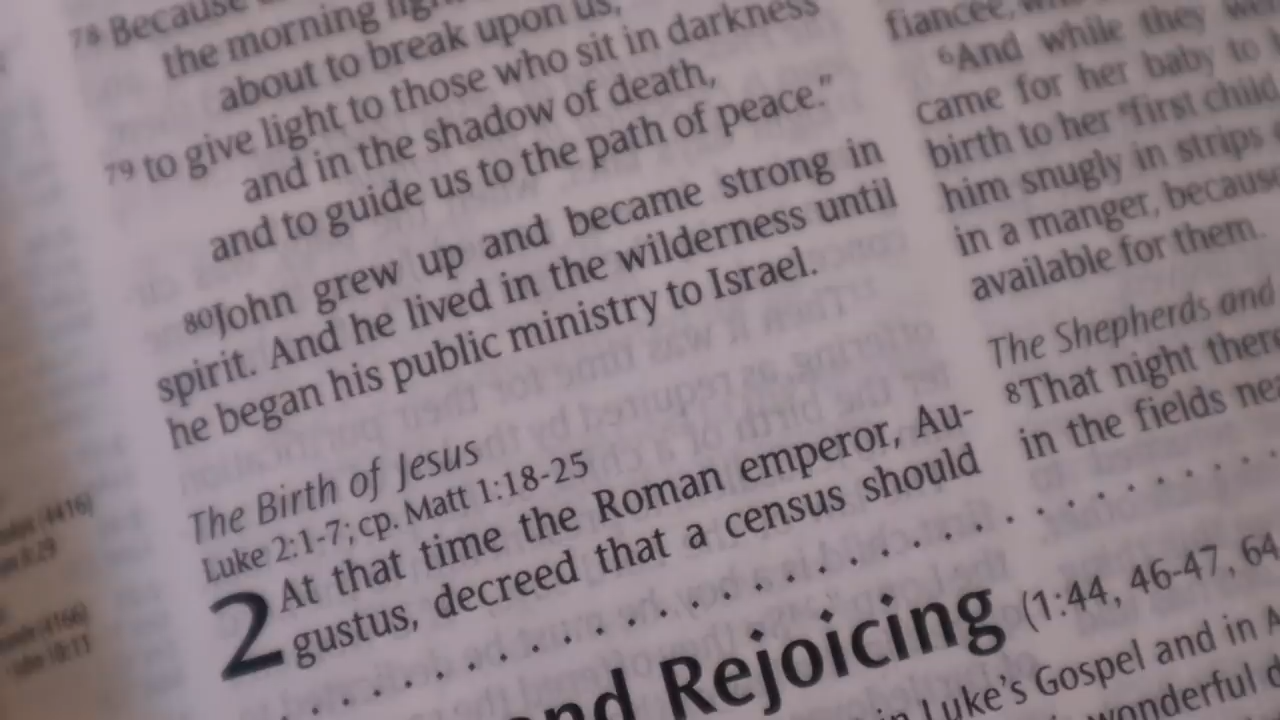 78 Because
the morning light
about to break upon us,
79 to give light to those who sit in darkness
and in the shadow of death,
and to guide us to the path of peace.”
80John grew up and became strong in
spirit. And he lived in the wilderness until
he began his public ministry to Israel.
The Birth of Jesus
Luke 2:1-7; cp. Matt 1:18-25
2 At that time the Roman emperor, Au-
gustus, decreed that a census should
fiancée,
6And while they
came for her baby to
birth to her “first child
him snugly in strips
in a manger, because
available for them.
The Shepherds and
8That night there
in the fields
and Rejoicing (1:44, 46-47, 64
in Luke’s Gospel and in
wonderful